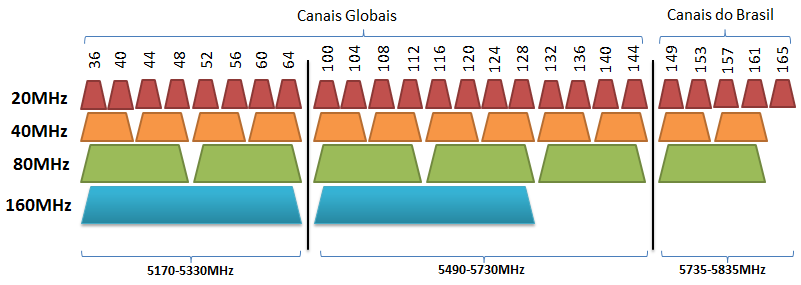 Canais Globais
Canais do Brasil
36 40 44 48 52 56 60 64 100 104 108 112 116 120 124 128 132 136 140 144 149 153 157 161 165
20MHz
40MHz
80MHz
160MHz
5170-5330MHz
5490-5730MHz
5735-5835MHz